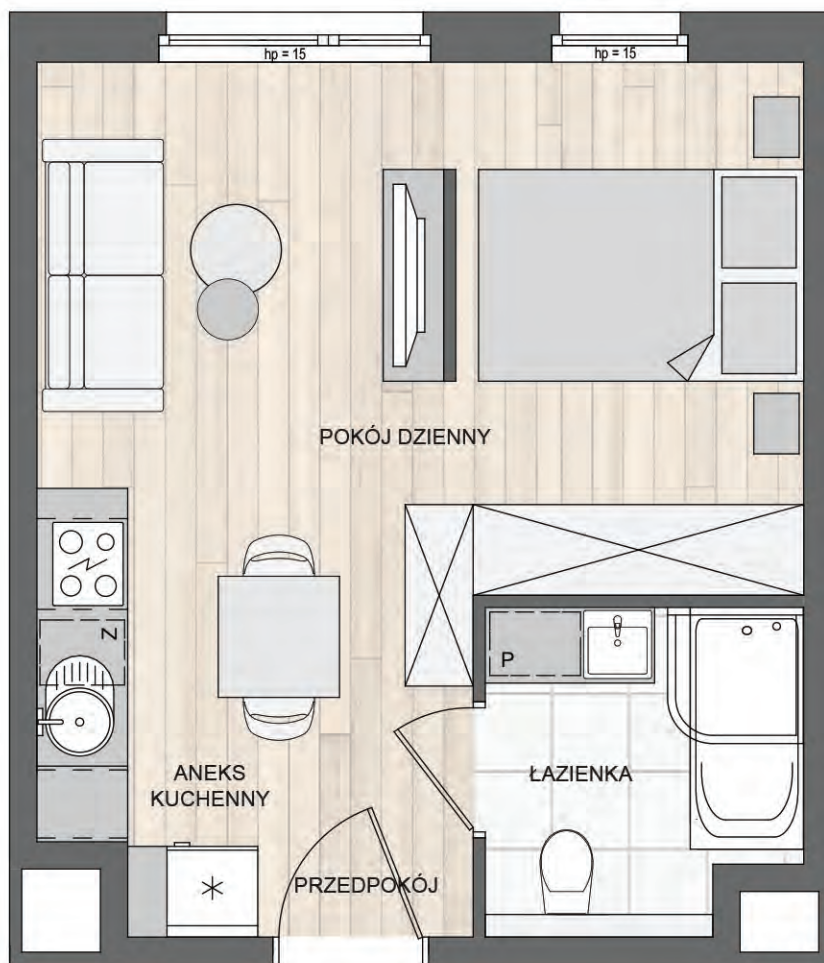 hp = 15
hp = 15
POKÓJ DZIENNY
Z
P
ANEKS
KUCHENNY
ŁAZIENKA
PRZEDPOKÓJ